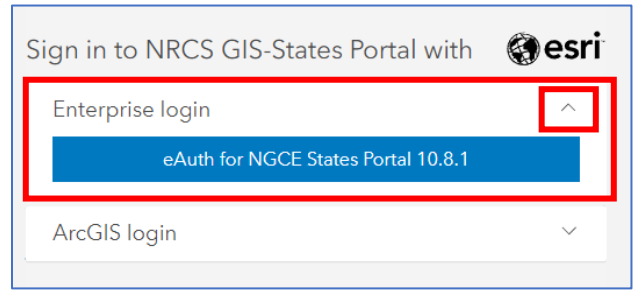 Sign in to NRCS GIS-States Portal with esri
Enterprise login
eAuth for NGCE States Portal 10.8.1
ArcGIS login